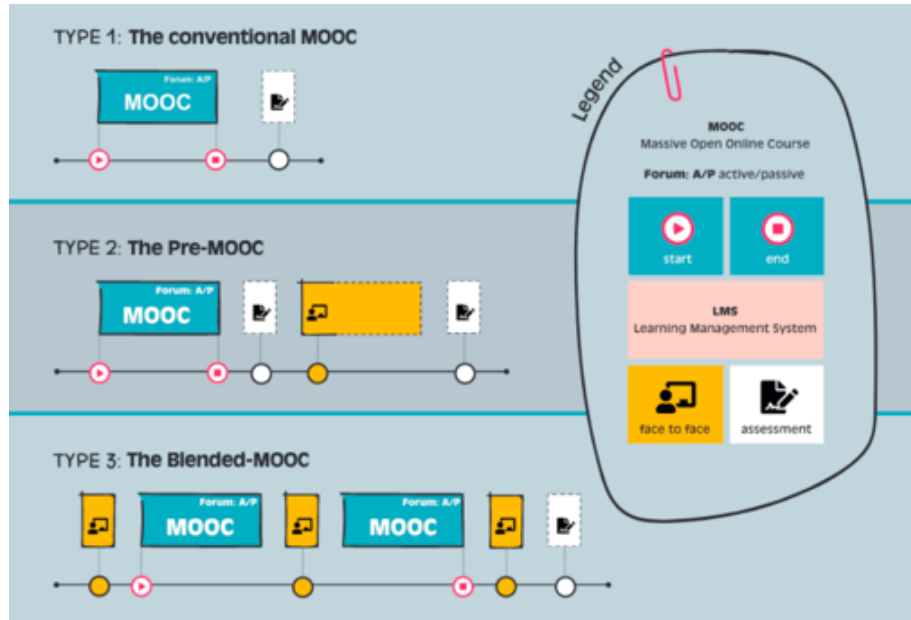 TYPE 1: The conventional MOOC
Forum: A/P
MOOC
TYPE 2: The Pre-MOOC
Forum: A/P
MOOC
TYPE 3: The Blended-MOOC
Forum: A/P
MOOC
Forum: A/P
MOOC
Legend
MOOC
Massive Open Online Course
Forum: A/P active/passive
start
end
LMS
Learning Management System
face to face
assessment